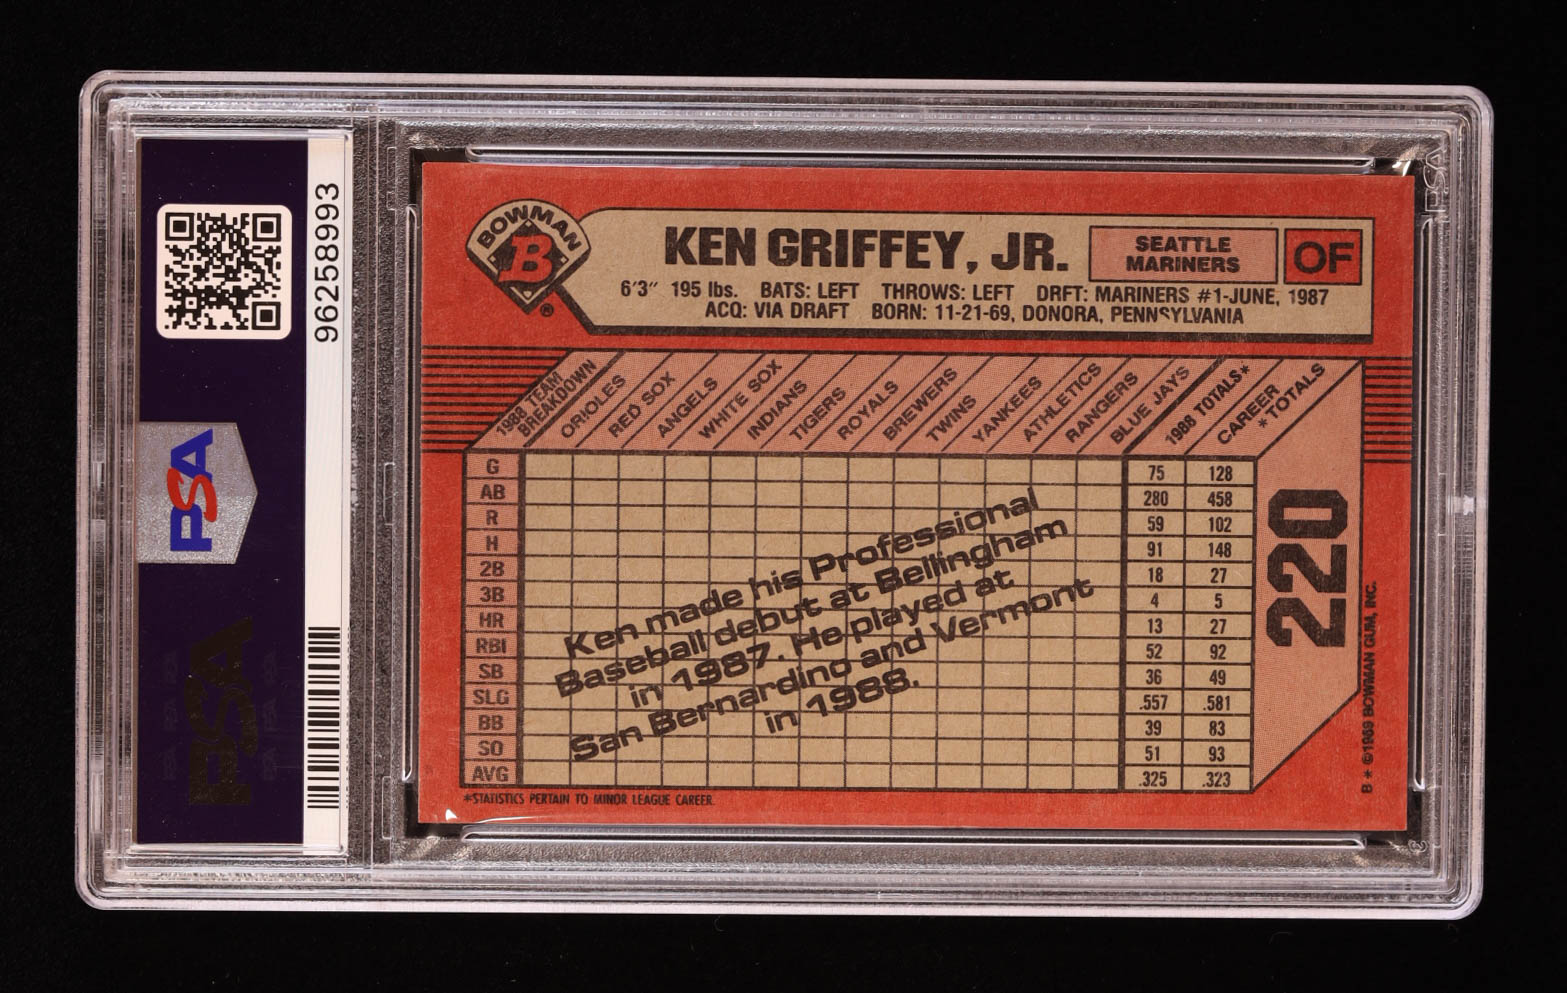 96258993
PSA
PSA
BOWMAN
B
®
KEN GRIFFEY, JR.
SEATTLE
MARINERS
OF
6'3" 195 lbs. BATS: LEFT THROWS: LEFT DRFT: MARINERS #1-JUNE, 1987
ACQ: VIA DRAFT BORN: 11-21-69, DONORA, PENNSYLVANIA
1988 TEAM
BREAKDOWN
ORIOLES
RED SOX
ANGELS
WHITE SOX
INDIANS
TIGERS
ROYALS
BREWERS
TWINS
YANKEES
ATHLETICS
RANGERS
BLUE JAYS
1988 TOTALS*
CAREER
*TOTALS
G 75 128
AB 280 458
R 59 102
H 91 148
2B 18 27
3B 4 5
HR 13 27
RBI 52 92
SB 36 49
SLG .557 .581
BB 39 83
SO 51 93
AVG .325 .323
Ken made his Professional
Baseball debut at Bellingham
in 1987. He played at
San Bernardino and Vermont
in 1988.
220
*STATISTICS PERTAIN TO MINOR LEAGUE CAREER.
B * ©1989 BOWMAN GUM, INC.